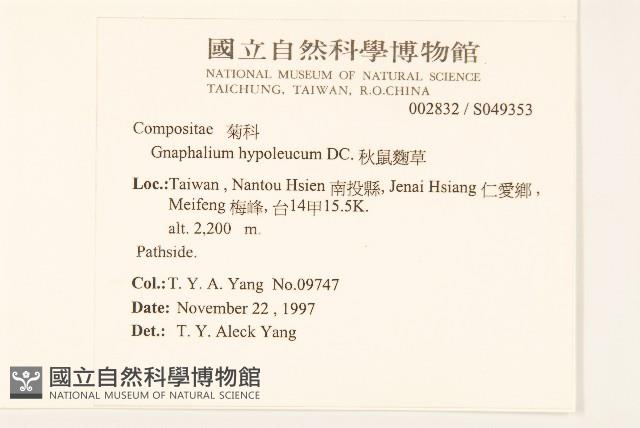 國立自然科學博物館
NATIONAL MUSEUM OF NATURAL SCIENCE
TAICHUNG, TAIWAN, R.O.CHINA
002832 / S049353
Compositae 菊科
Gnaphalium hypoleucum DC. 秋鼠麴草
Loc.:Taiwan , Nantou Hsien 南投縣, Jenai Hsiang 仁愛鄉 ,
Meifeng 梅峰, 台14甲15.5K.
alt. 2,200 m.
Pathside.
Col.: T. Y. A. Yang No.09747
Date: November 22 , 1997
Det.: T. Y. Aleck Yang
國立自然科學博物館
NATIONAL MUSEUM OF NATURAL SCIENCE